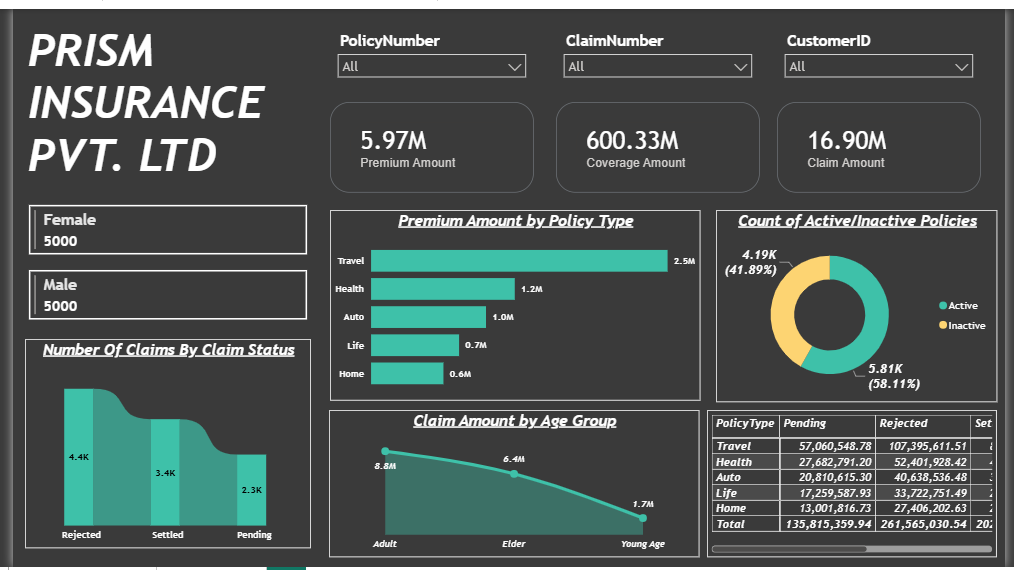 PRISM
INSURANCE
PVT. LTD
PolicyNumber
All
ClaimNumber
All
CustomerID
All
5.97M
Premium Amount
600.33M
Coverage Amount
16.90M
Claim Amount
Female
5000
Male
5000
Number Of Claims By Claim Status
4.4K
3.4K
2.3K
Rejected Settled Pending
Premium Amount by Policy Type
Travel 2.5M
Health 1.2M
Auto 1.0M
Life 0.7M
Home 0.6M
Count of Active/Inactive Policies
4.19K
(41.89%)
Active
Inactive
5.81K
(58.11%)
Claim Amount by Age Group
8.8M
6.4M
1.7M
Adult Elder Young Age
PolicyType Pending Rejected Set
Travel 57,060,548.78 107,395,611.51
Health 27,682,791.20 52,401,928.42
Auto 20,810,615.30 40,638,536.48
Life 17,259,587.93 33,722,751.49
Home 13,001,816.73 27,406,202.63
Total 135,815,359.94 261,565,030.54 202